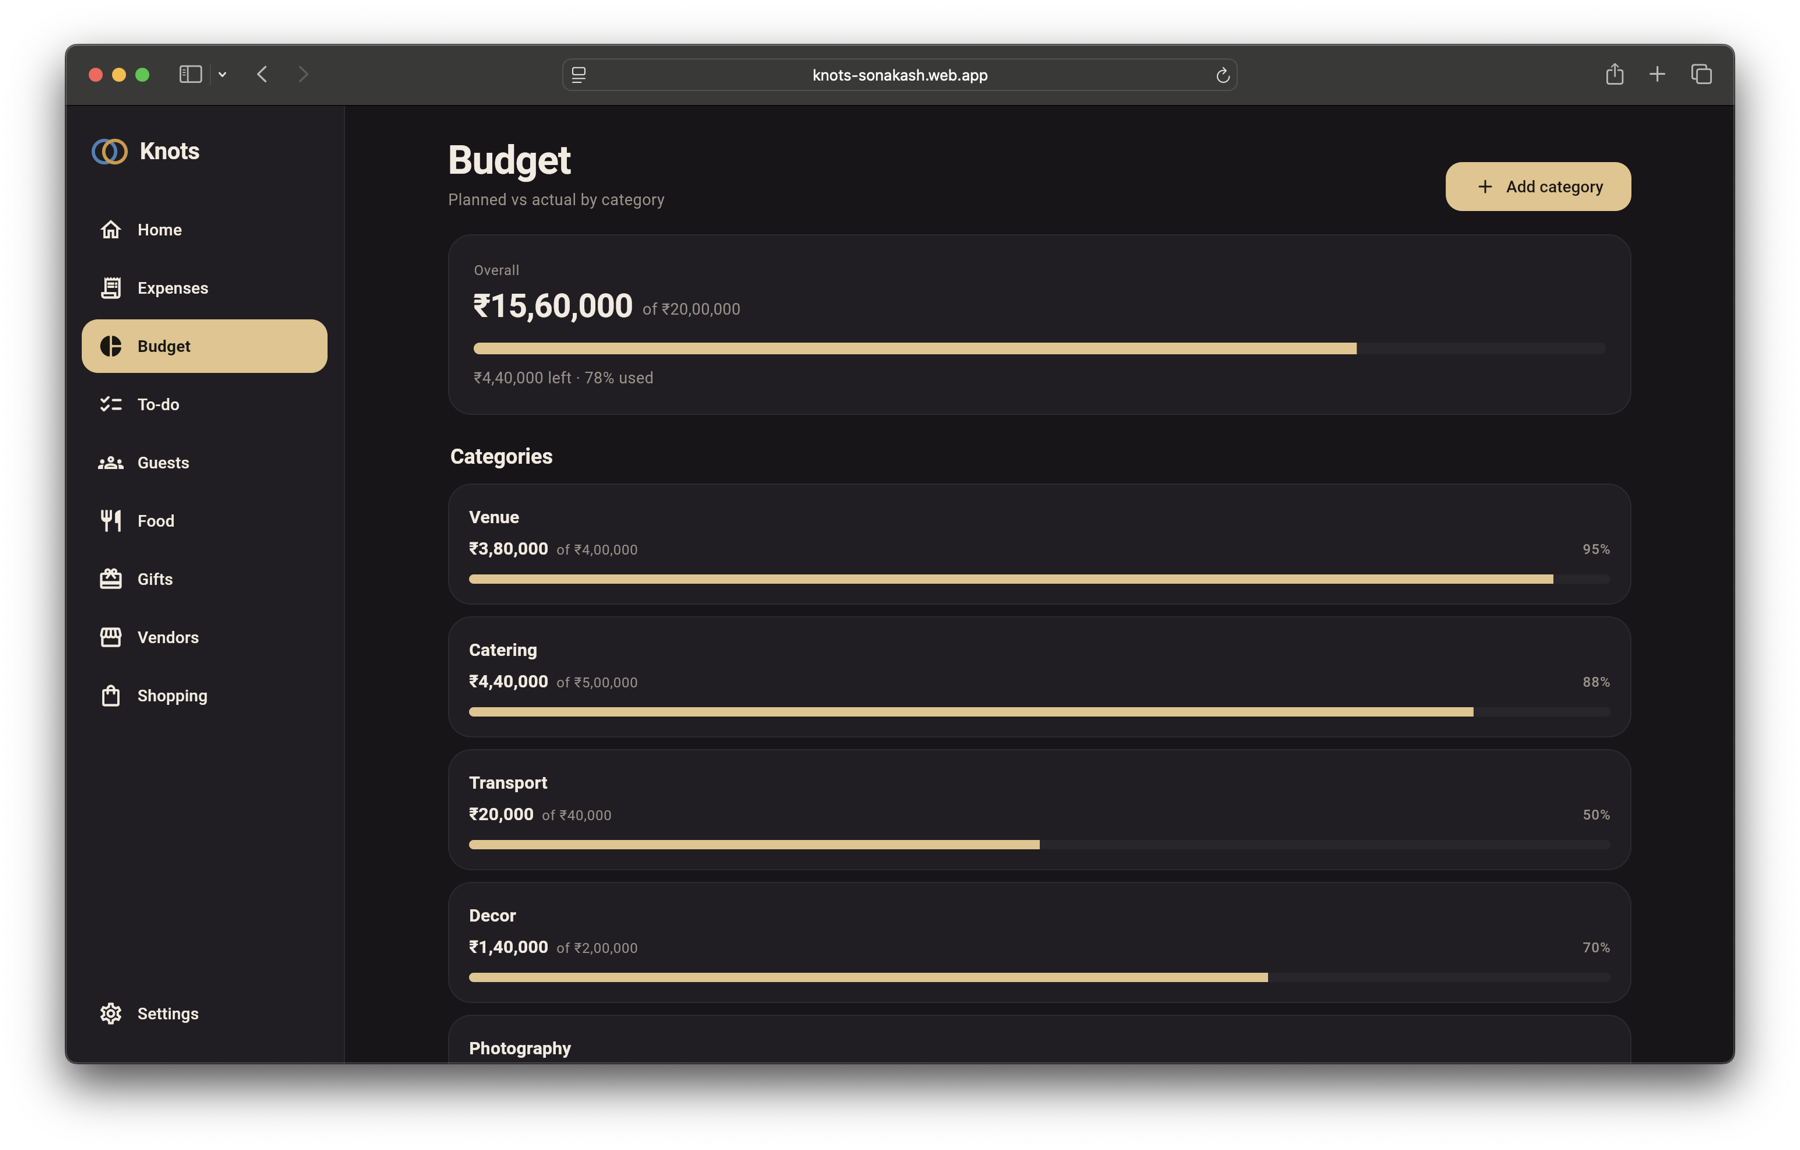 knots-sonakash.web.app
Knots
Home
Expenses
Budget
To-do
Guests
Food
Gifts
Vendors
Shopping
Settings
Budget
Planned vs actual by category
+ Add category
Overall
₹15,60,000 of ₹20,00,000
₹4,40,000 left · 78% used
Categories
Venue
₹3,80,000 of ₹4,00,000 95%
Catering
₹4,40,000 of ₹5,00,000 88%
Transport
₹20,000 of ₹40,000 50%
Decor
₹1,40,000 of ₹2,00,000 70%
Photography